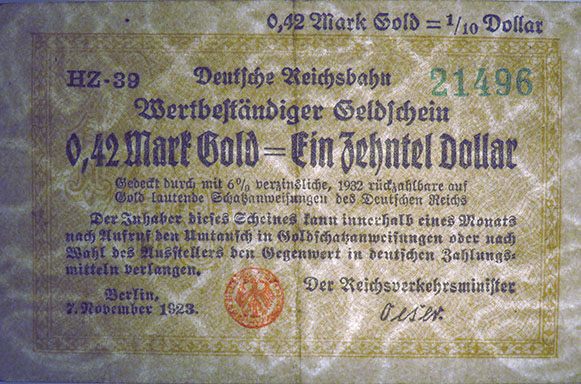 0,42 Mark Gold = 1/10 Dollar
HZ-39 Deutsche Reichsbahn 21496
Wertbeständiger Geldschein
0,42 Mark Gold = Ein Zehntel Dollar
Gedeckt durch mit 6% verzinsliche, 1932 rückzahlbare auf
Gold lautende Schatzanweisungen des Deutschen Reichs
Der Inhaber dieses Scheines kann innerhalb eines Monats
nach Aufruf den Umtausch in Goldschatzanweisungen oder nach
Wahl des Ausstellers den Gegenwert in deutschen Zahlungs-
mitteln verlangen.
Berlin,
7. November 1923.
Der Reichsverkehrsminister
Oeser.